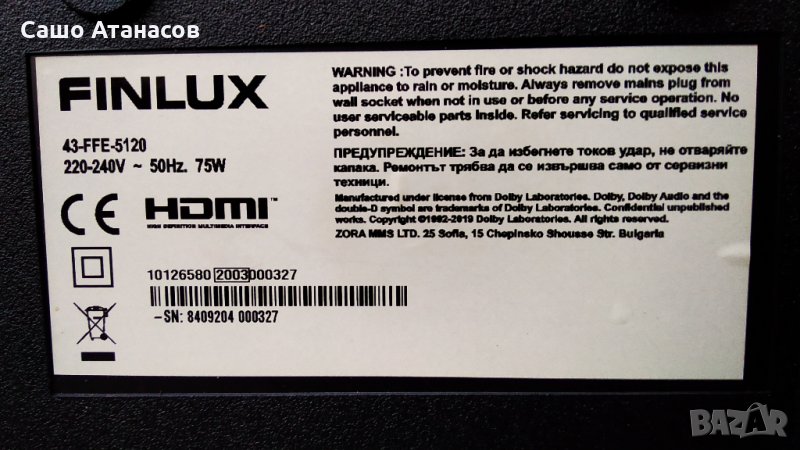 Сашо Атанасов
FINLUX
43-FFE-5120
220-240V ~ 50Hz. 75W
CE HDMI™
HIGH DEFINITION MULTIMEDIA INTERFACE
10126580 2003 000327
-SN: 8409204 000327
WARNING :To prevent fire or shock hazard do not expose this
appliance to rain or moisture. Always remove mains plug from
wall socket when not in use or before any service operation. No
user serviceable parts inside. Refer servicing to qualified service
personnel.
ПРЕДУПРЕЖДЕНИЕ: За да избегнете токов удар, не отваряйте
капака. Ремонтът трябва да се извършва само от сервизни
техници.
Manufactured under license from Dolby Laboratories. Dolby, Dolby Audio and the
double-D symbol are trademarks of Dolby Laboratories. Confidential unpublished
works. Copyright ©1992-2019 Dolby Laboratories. All rights reserved.
ZORA MMS LTD. 25 Sofia, 15 Chepinsko Shousse Str. Bulgaria
BAZAR